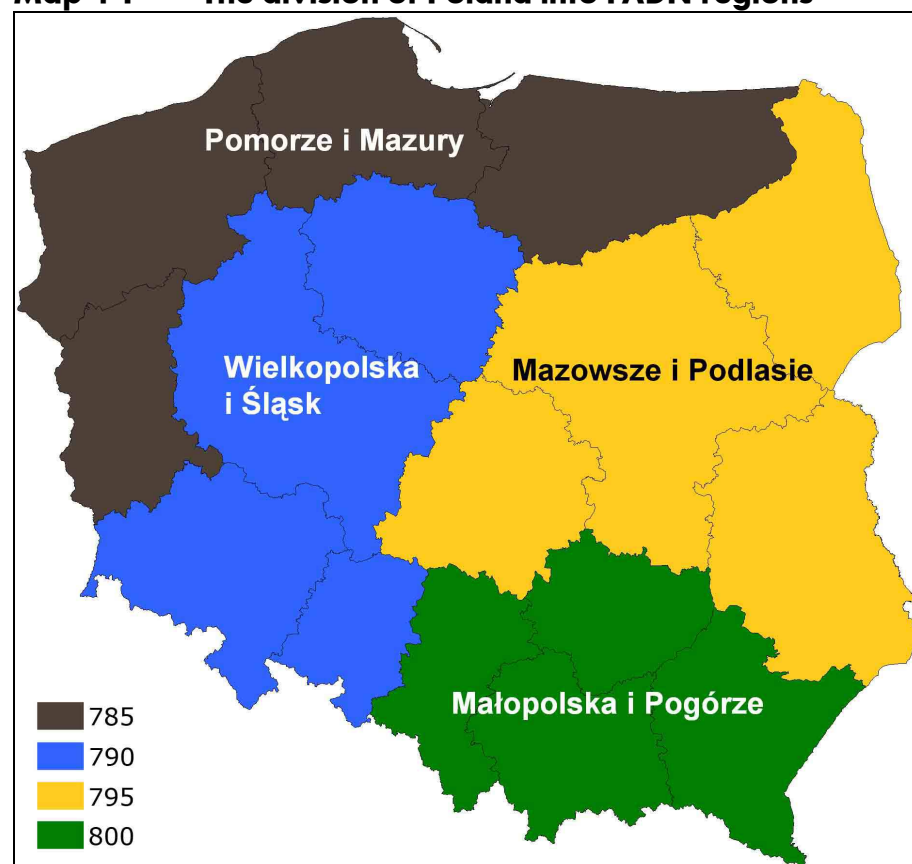 Map The division of Poland into FADN regions
Pomorze i Mazury
Wielkopolska
i Śląsk
Mazowsze i Podlasie
Małopolska i Pogórze
785
790
795
800